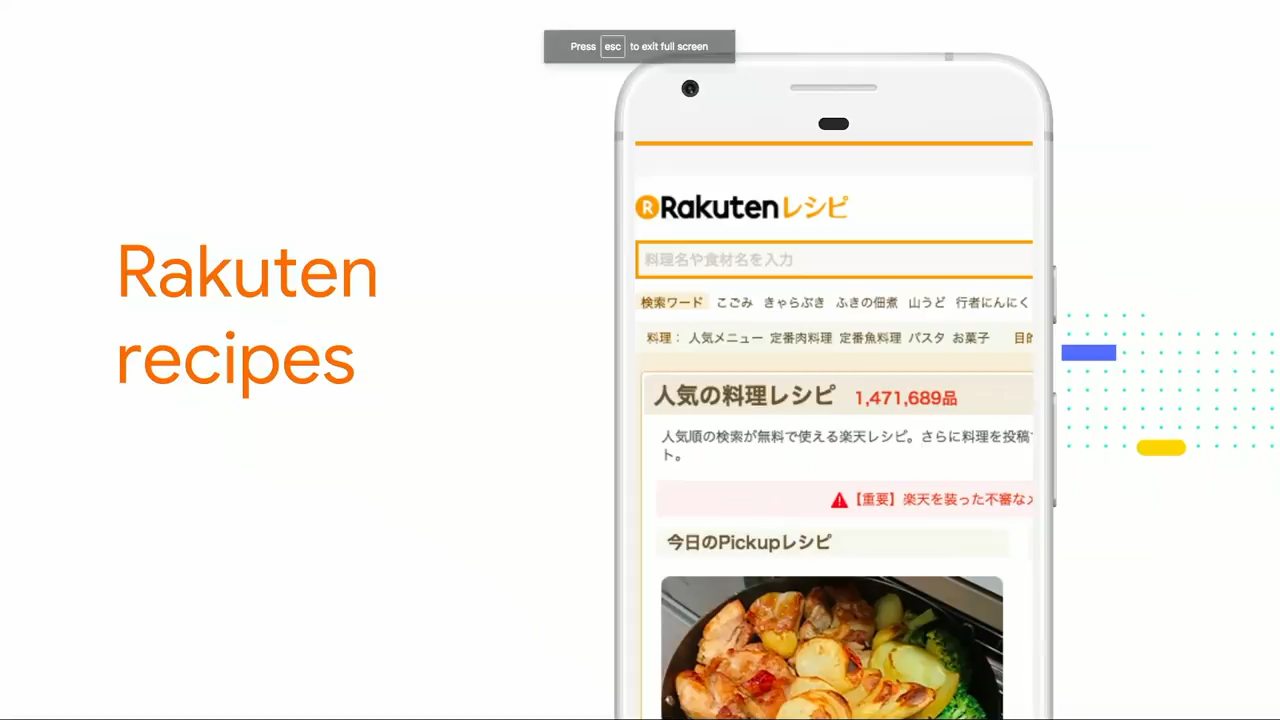 Press esc to exit full screen
Rakuten
recipes
Rakutenレシピ
料理名や食材名を入力
検索ワード こごみ きゃらぶき ふきの佃煮 山うど 行者にんにく
料理： 人気メニュー 定番肉料理 定番魚料理 パスタ お菓子 目的
人気の料理レシピ 1,471,689品
人気順の検索が無料で使える楽天レシピ。さらに料理を投稿
ト。
【重要】楽天を装った不審な
今日のPickupレシピ